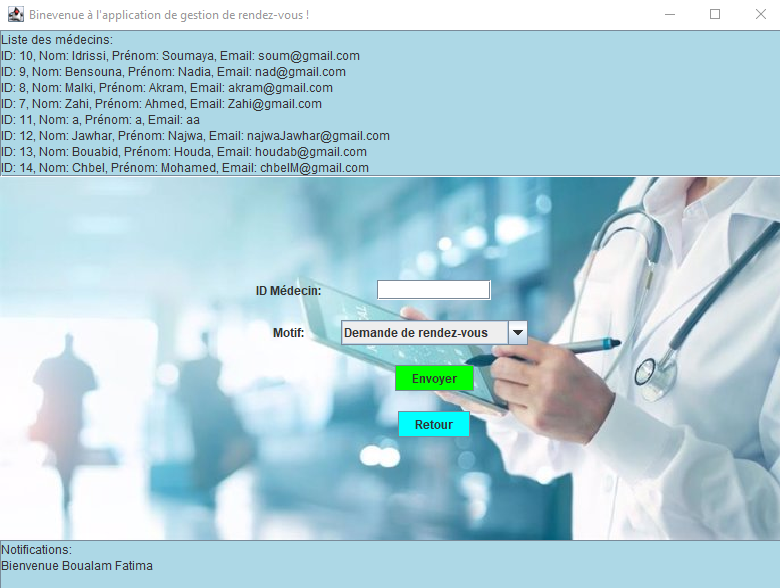 Binevenue à l'application de gestion de rendez-vous !
Liste des médecins:
ID: 10, Nom: Idrissi, Prénom: Soumaya, Email: soum@gmail.com
ID: 9, Nom: Bensouna, Prénom: Nadia, Email: nad@gmail.com
ID: 8, Nom: Malki, Prénom: Akram, Email: akram@gmail.com
ID: 7, Nom: Zahi, Prénom: Ahmed, Email: Zahi@gmail.com
ID: 11, Nom: a, Prénom: a, Email: aa
ID: 12, Nom: Jawhar, Prénom: Najwa, Email: najwaJawhar@gmail.com
ID: 13, Nom: Bouabid, Prénom: Houda, Email: houdab@gmail.com
ID: 14, Nom: Chbel, Prénom: Mohamed, Email: chbelM@gmail.com
ID Médecin:
Motif: Demande de rendez-vous
Envoyer
Retour
Notifications:
Bienvenue Boualam Fatima